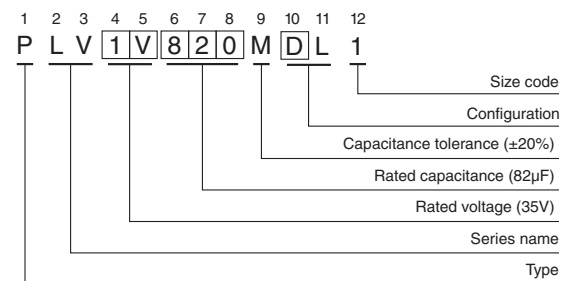 1 2 3 4 5 6 7 8 9 10 11 12
P L V 1 V 8 2 0 M D L 1
Size code
Configuration
Capacitance tolerance (±20%)
Rated capacitance (82µF)
Rated voltage (35V)
Series name
Type